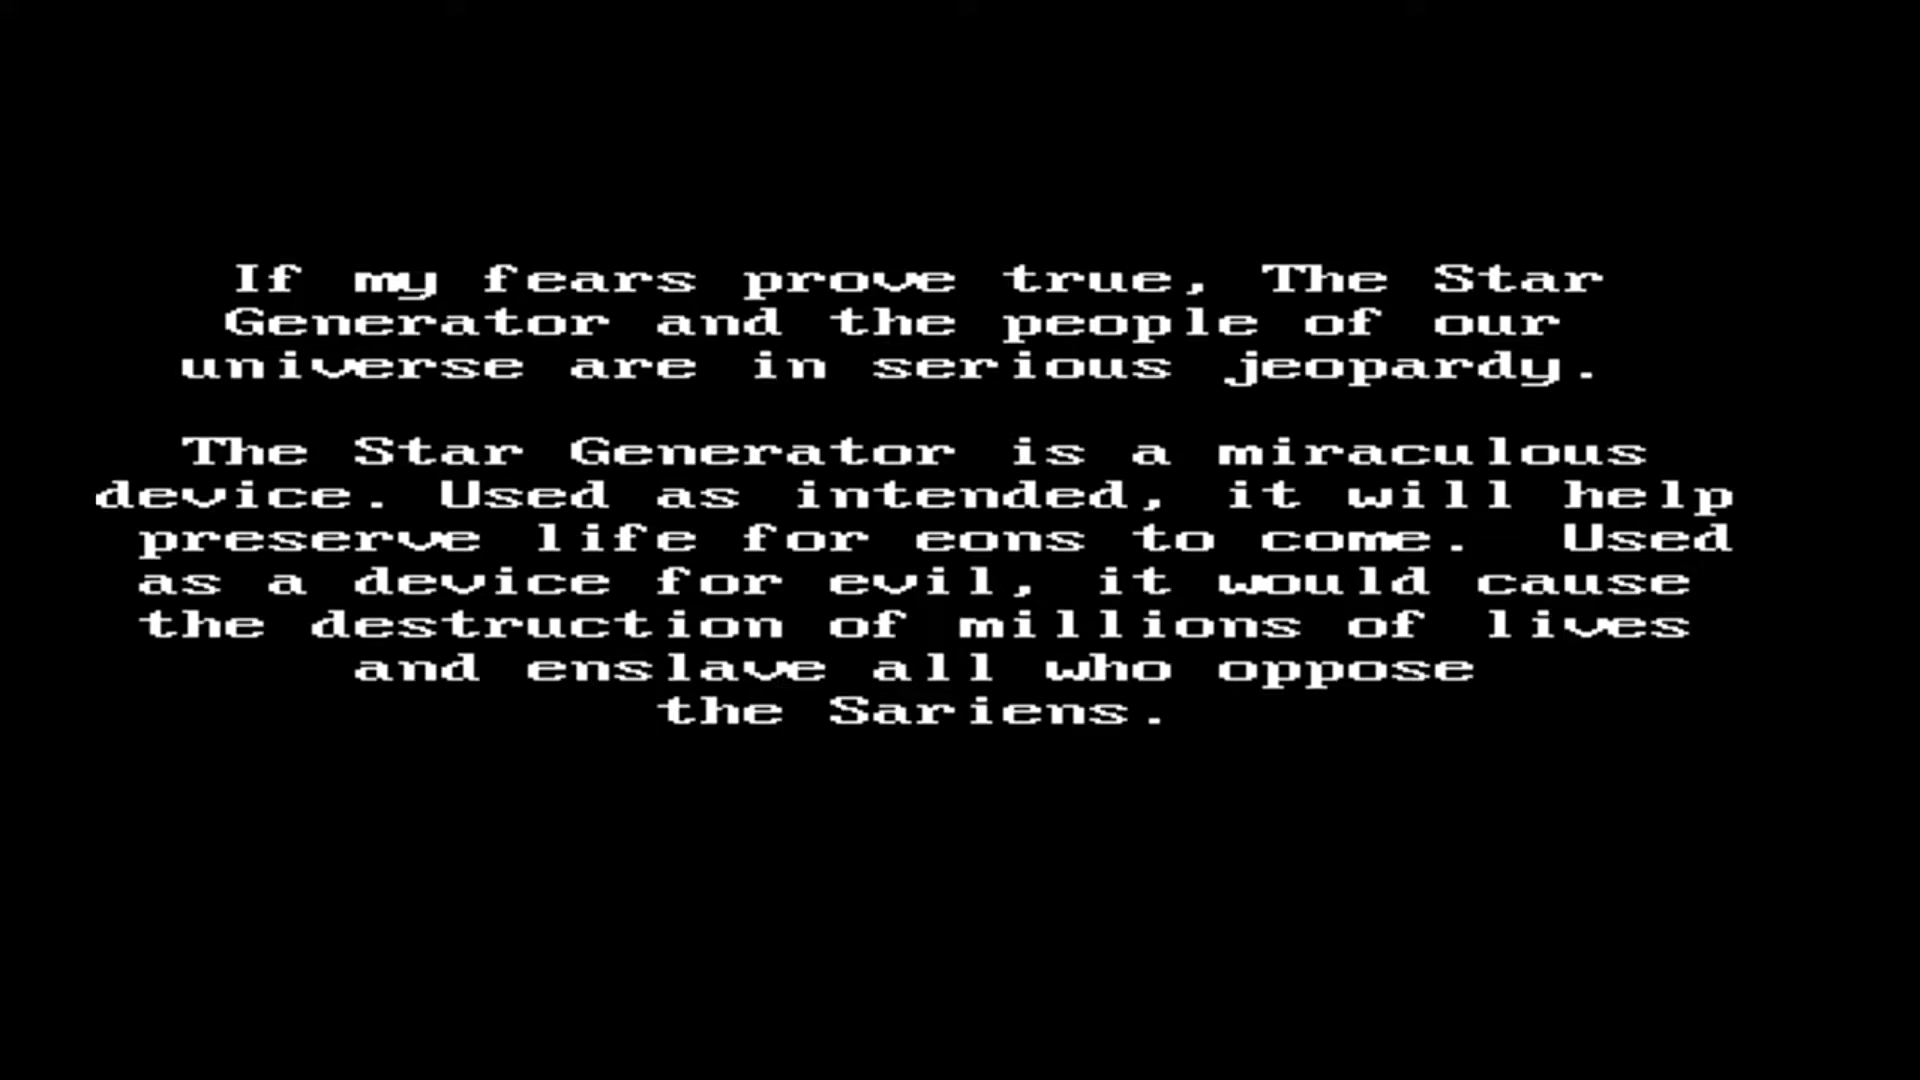 If my fears prove true, The Star
Generator and the people of our
universe are in serious jeopardy.
The Star Generator is a miraculous
device. Used as intended, it will help
preserve life for eons to come.  Used
as a device for evil, it would cause
the destruction of millions of lives
and enslave all who oppose
the Sariens.